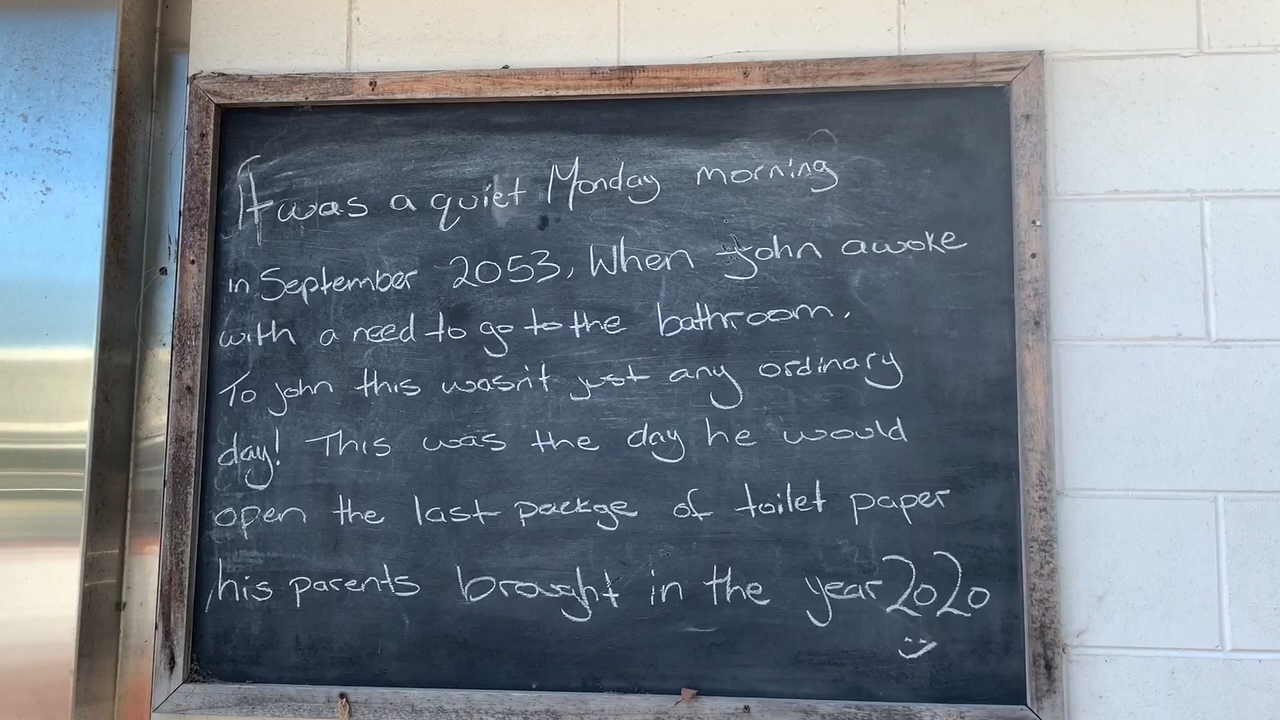 It was a quiet Monday morning
in September 2053, When John awoke
with a need to go to the bathroom.
To john this wasn't just any ordinary
day! This was the day he would
open the last packge of toilet paper
his parents brought in the year 2020
:)